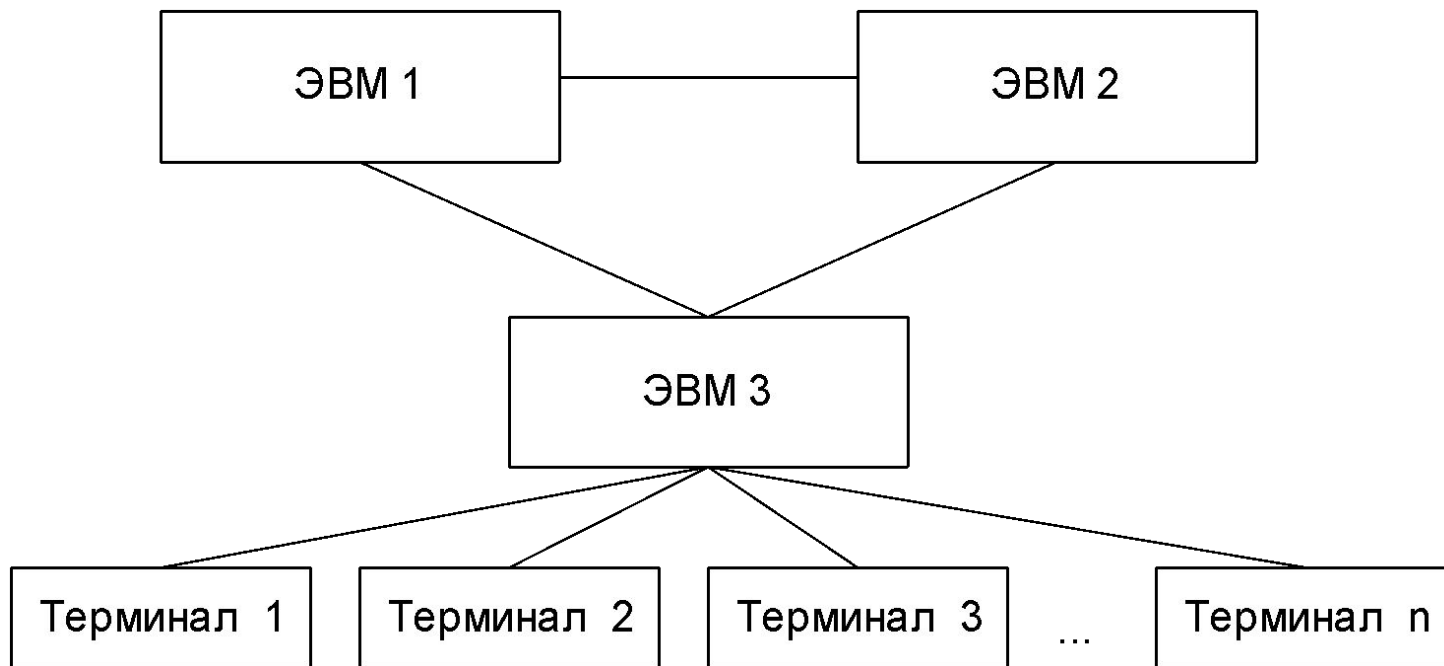 ЭВМ 1
ЭВМ 2
ЭВМ 3
Терминал 1
Терминал 2
Терминал 3
...
Терминал n